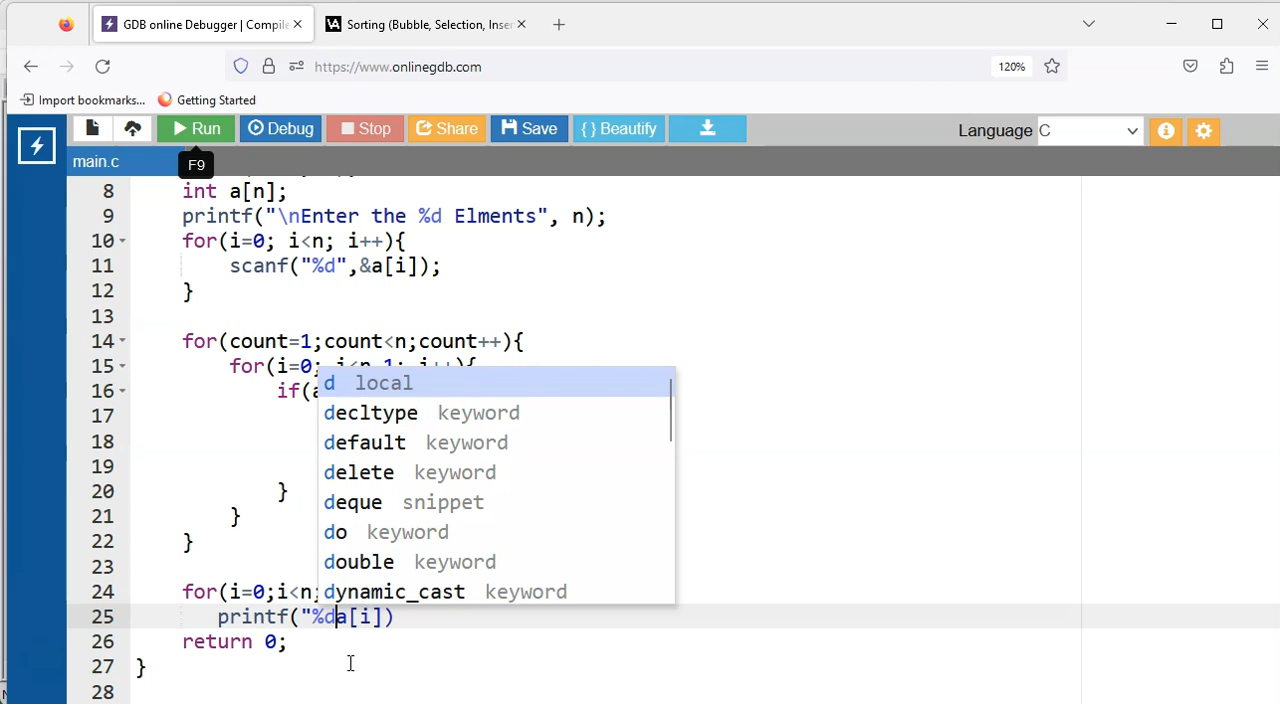 GDB online Debugger | Compile
Sorting (Bubble, Selection, Inser
https://www.onlinegdb.com
120%
Import bookmarks...
Getting Started
Run
Debug
Stop
Share
Save
{ } Beautify
Language
C
main.c
F9
8 int a[n];
9 printf("\nEnter the %d Elments", n);
10 for(i=0; i<n; i++){
11 scanf("%d",&a[i]);
12 }
13
14 for(count=1;count<n;count++){
15 for(i=0;
16 if(a
17
18
19
20 }
21 }
22 }
23
24 for(i=0;i<n;
25 printf("%da[i])
26 return 0;
27 }
28
d local
decltype keyword
default keyword
delete keyword
deque snippet
do keyword
double keyword
dynamic_cast keyword